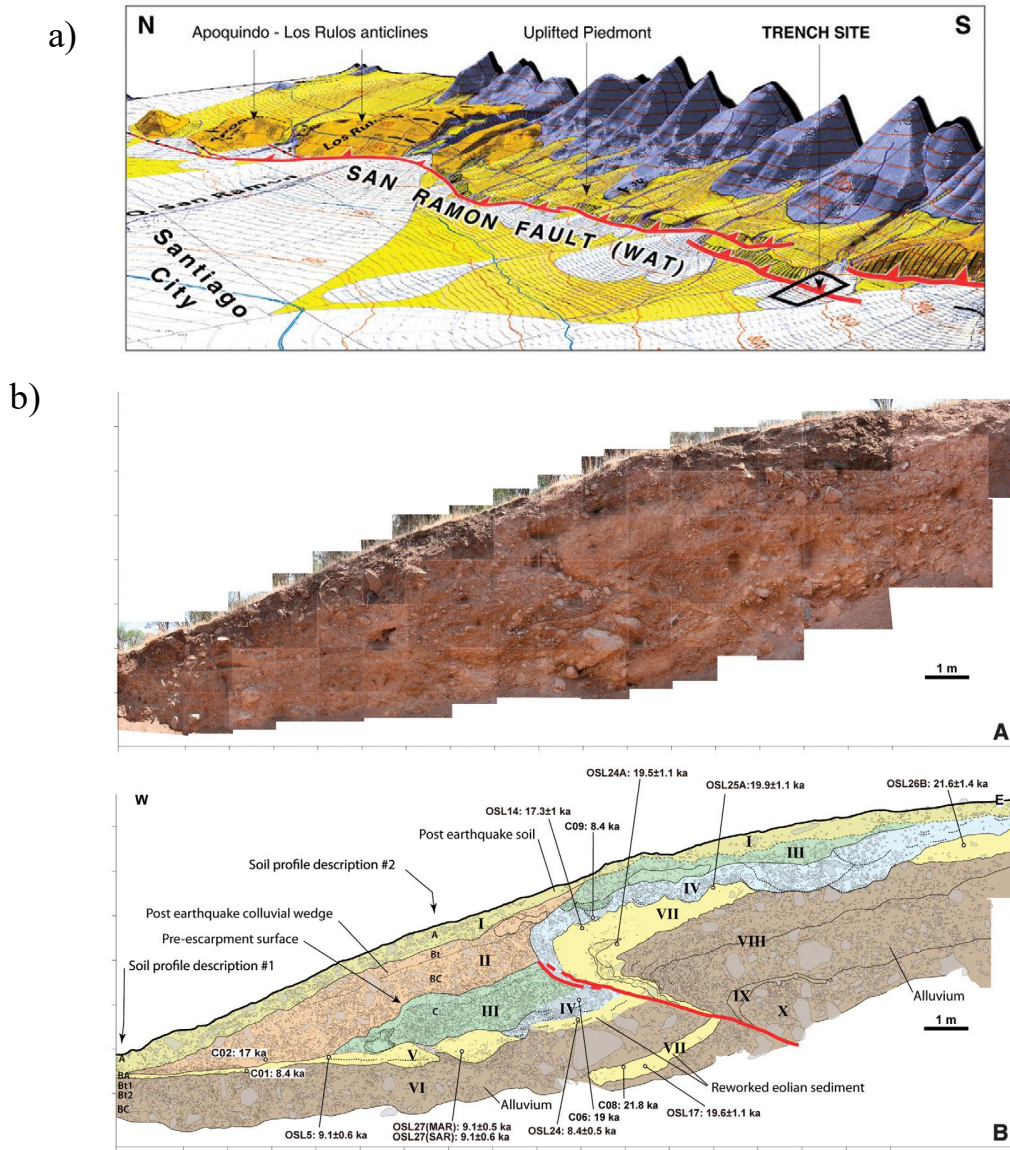 a)
N
S
Apoquindo - Los Rulos anticlines
Uplifted Piedmont
TRENCH SITE
SAN RAMON FAULT (WAT)
Santiago
City
b)
1 m
A
W
E
OSL24A: 19.5±1.1 ka
OSL25A:19.9±1.1 ka
OSL26B: 21.6±1.4 ka
OSL14: 17.3±1 ka
C09: 8.4 ka
Post earthquake soil
Soil profile description #2
Post earthquake colluvial wedge
Pre-escarpment surface
Soil profile description #1
I
III
IV
VII
VIII
I
A
Bt
BC
II
III
C
IV
IX
X
Alluvium
1 m
V
VI
VII
A
BA
Bt1
Bt2
BC
C02: 17 ka
C01: 8.4 ka
Alluvium
Reworked eolian sediment
OSL5: 9.1±0.6 ka
OSL27(MAR): 9.1±0.5 ka
OSL27(SAR): 9.1±0.6 ka
OSL24: 8.4±0.5 ka
C06: 19 ka
C08: 21.8 ka
OSL17: 19.6±1.1 ka
B